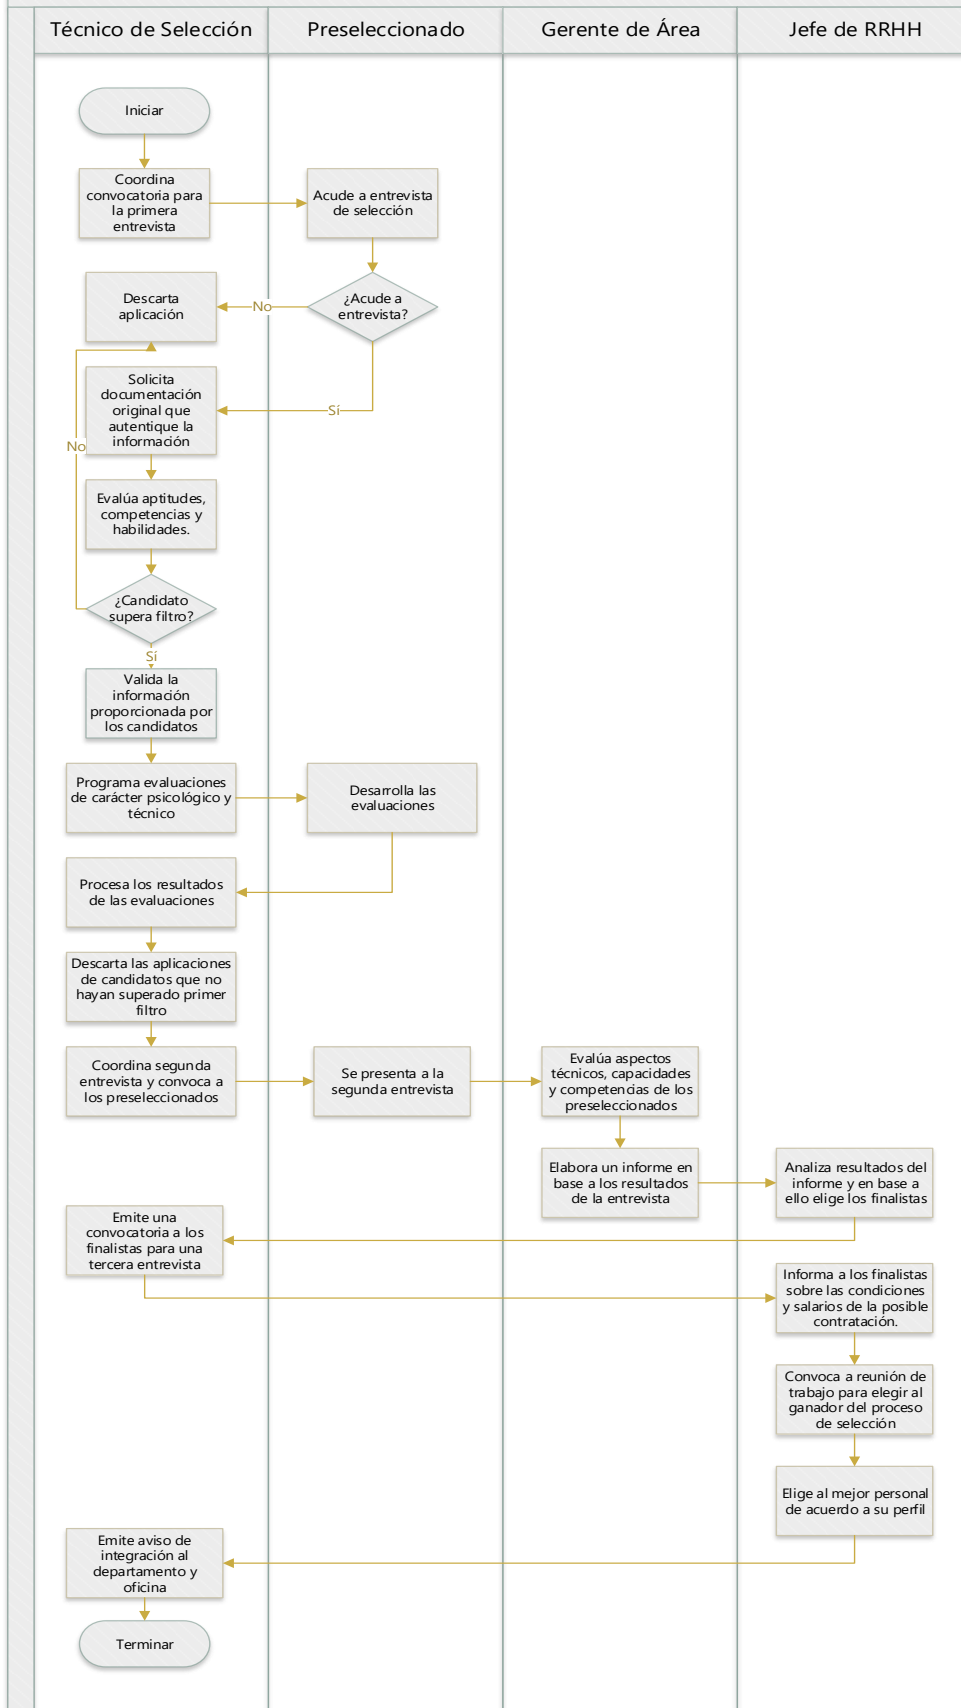 Técnico de Selección
Preseleccionado
Gerente de Área
Jefe de RRHH
Iniciar
Coordina
convocatoria para
la primera
entrevista
Acude a entrevista
de selección
¿Acude a
entrevista?
No
Descarta
aplicación
Sí
Solicita
documentación
original que
autentique la
información
No
Evalúa aptitudes,
competencias y
habilidades.
¿Candidato
supera filtro?
Sí
Valida la
información
proporcionada por
los candidatos
Programa evaluaciones
de carácter psicológico y
técnico
Desarrolla las
evaluaciones
Procesa los resultados
de las evaluaciones
Descarta las aplicaciones
de candidatos que no
hayan superado primer
filtro
Coordina segunda
entrevista y convoca a
los preseleccionados
Se presenta a la
segunda entrevista
Evalúa aspectos
técnicos, capacidades
y competencias de los
preseleccionados
Elabora un informe en
base a los resultados
de la entrevista
Analiza resultados del
informe y en base a
ello elige los finalistas
Emite una
convocatoria a los
finalistas para una
tercera entrevista
Informa a los finalistas
sobre las condiciones
y salarios de la posible
contratación.
Convoca a reunión de
trabajo para elegir al
ganador del proceso
de selección
Elige al mejor personal
de acuerdo a su perfil
Emite aviso de
integración al
departamento y
oficina
Terminar